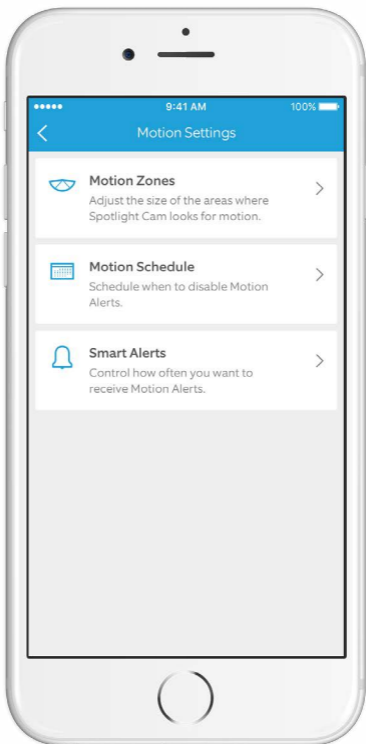 9:41 AM
100%
Motion Settings
Motion Zones
Adjust the size of the areas where
Spotlight Cam looks for motion.
Motion Schedule
Schedule when to disable Motion
Alerts.
Smart Alerts
Control how often you want to
receive Motion Alerts.